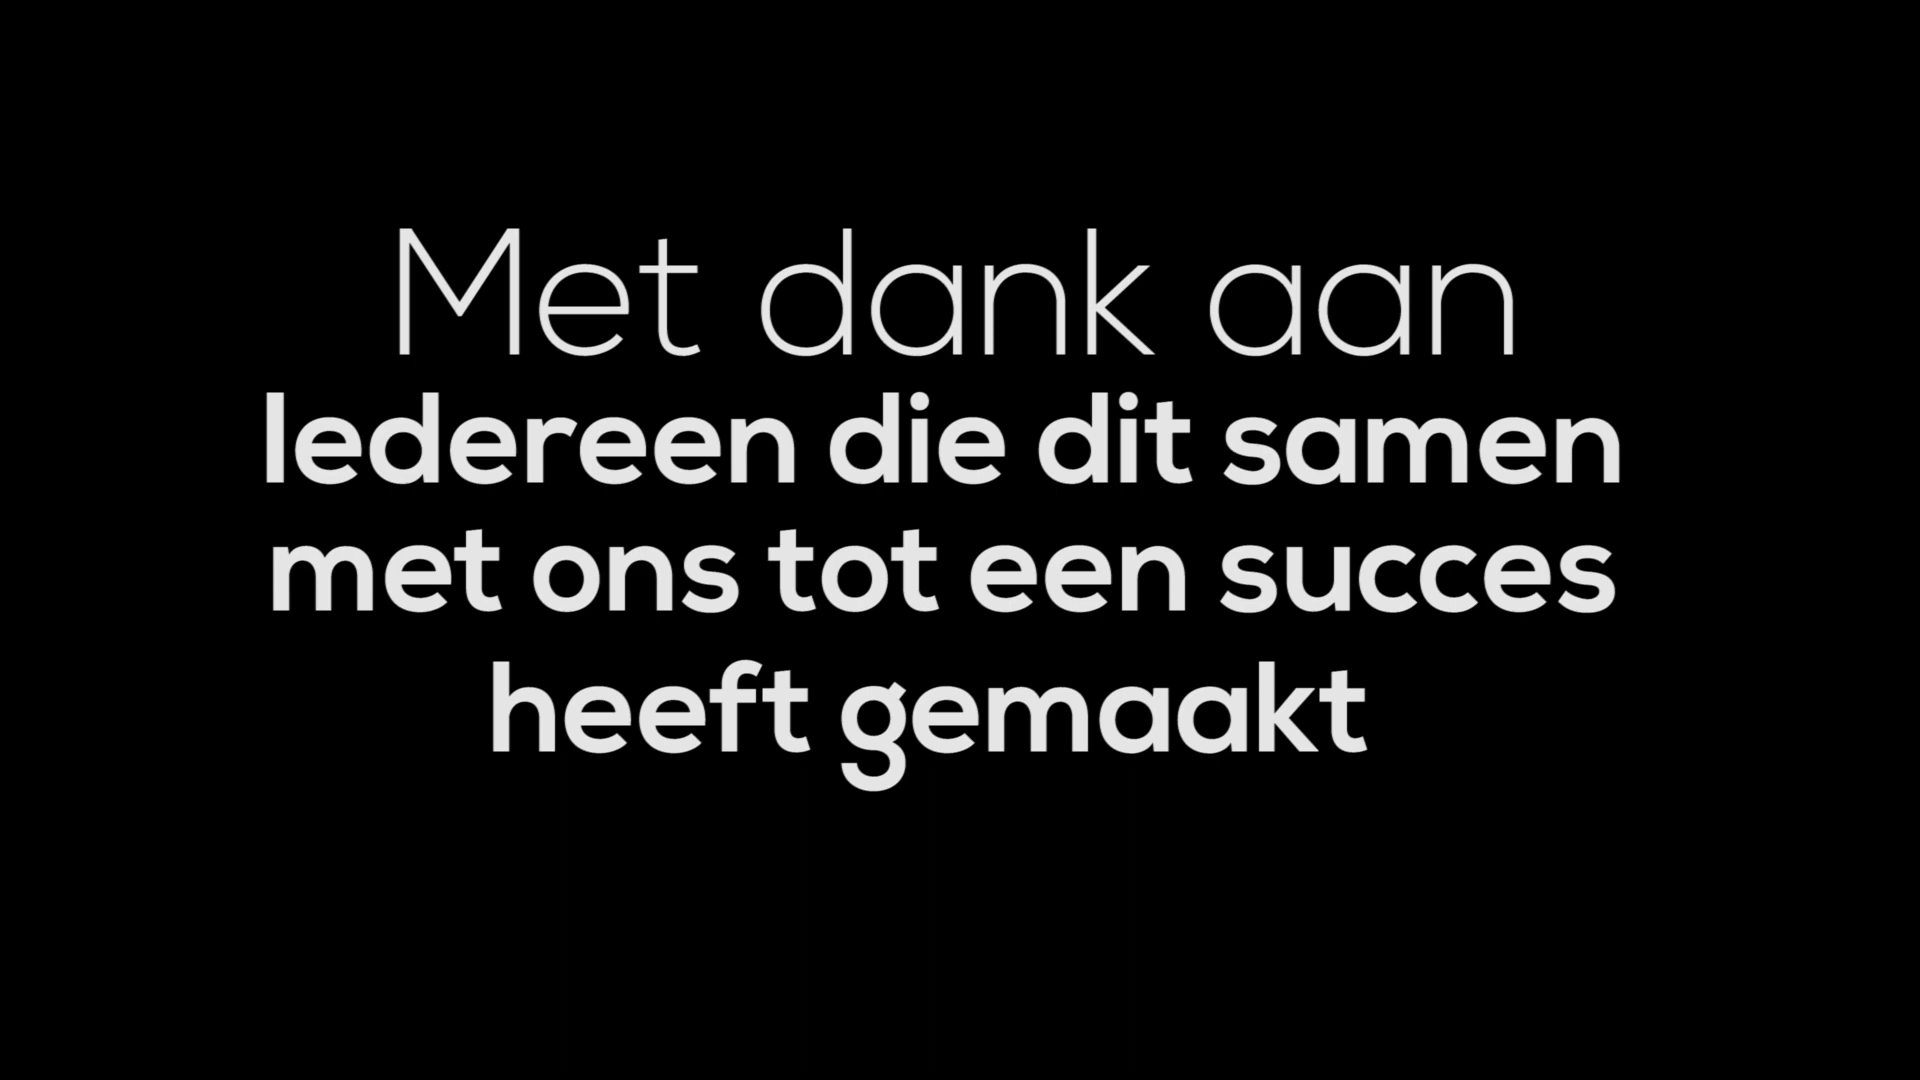 Met dank aan
Iedereen die dit samen
met ons tot een succes
heeft gemaakt